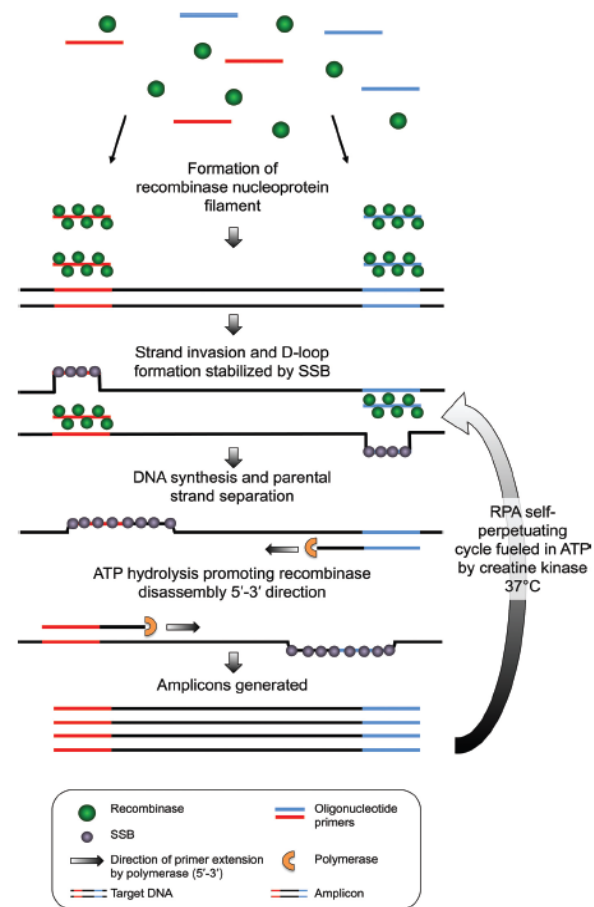 Formation of
recombinase nucleoprotein
filament
Strand invasion and D-loop
formation stabilized by SSB
DNA synthesis and parental
strand separation
RPA self-
perpetuating
cycle fueled in ATP
by creatine kinase
37°C
ATP hydrolysis promoting recombinase
disassembly 5'-3' direction
Amplicons generated
Recombinase
Oligonucleotide
primers
SSB
Direction of primer extension
by polymerase (5'-3')
Polymerase
Target DNA
Amplicon